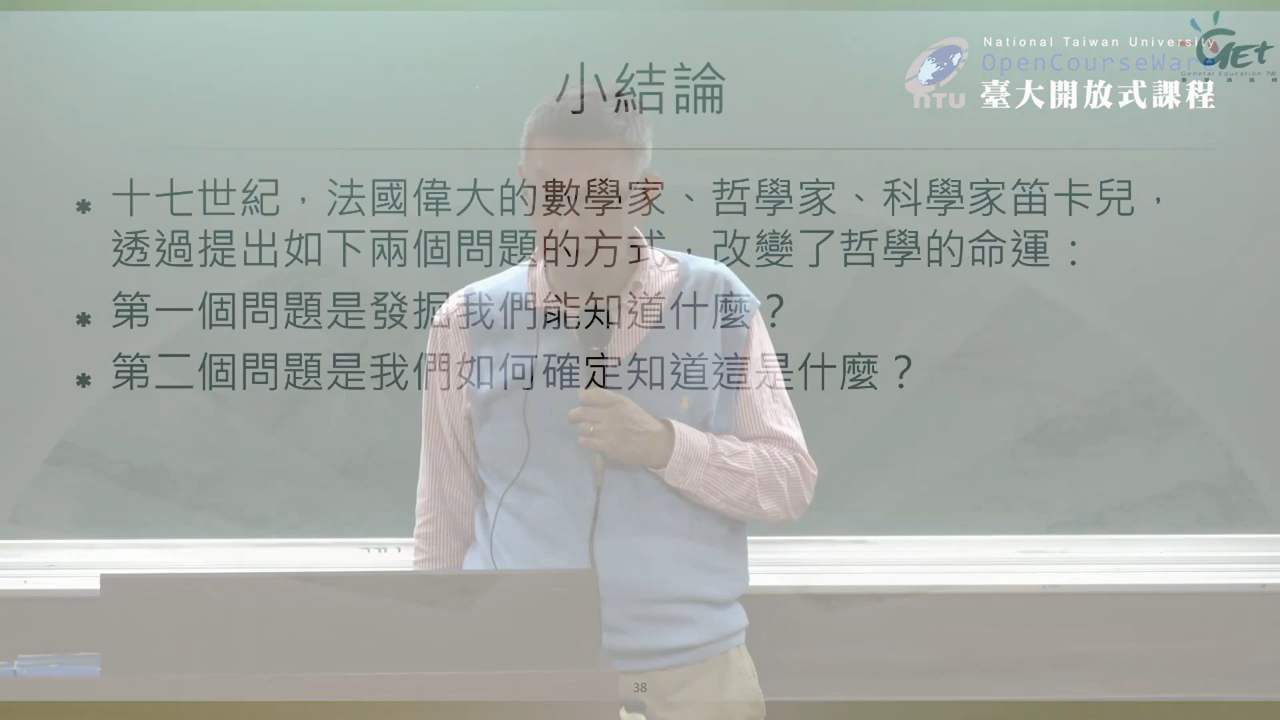 National Taiwan University
OpenCourseWare
NTU 臺大開放式課程
GEt
General Education TW
小結論
* 十七世紀，法國偉大的數學家、哲學家、科學家笛卡兒，
透過提出如下兩個問題的方式，改變了哲學的命運：
* 第一個問題是發掘我們能知道什麼？
* 第二個問題是我們如何確定知道這是什麼？
38